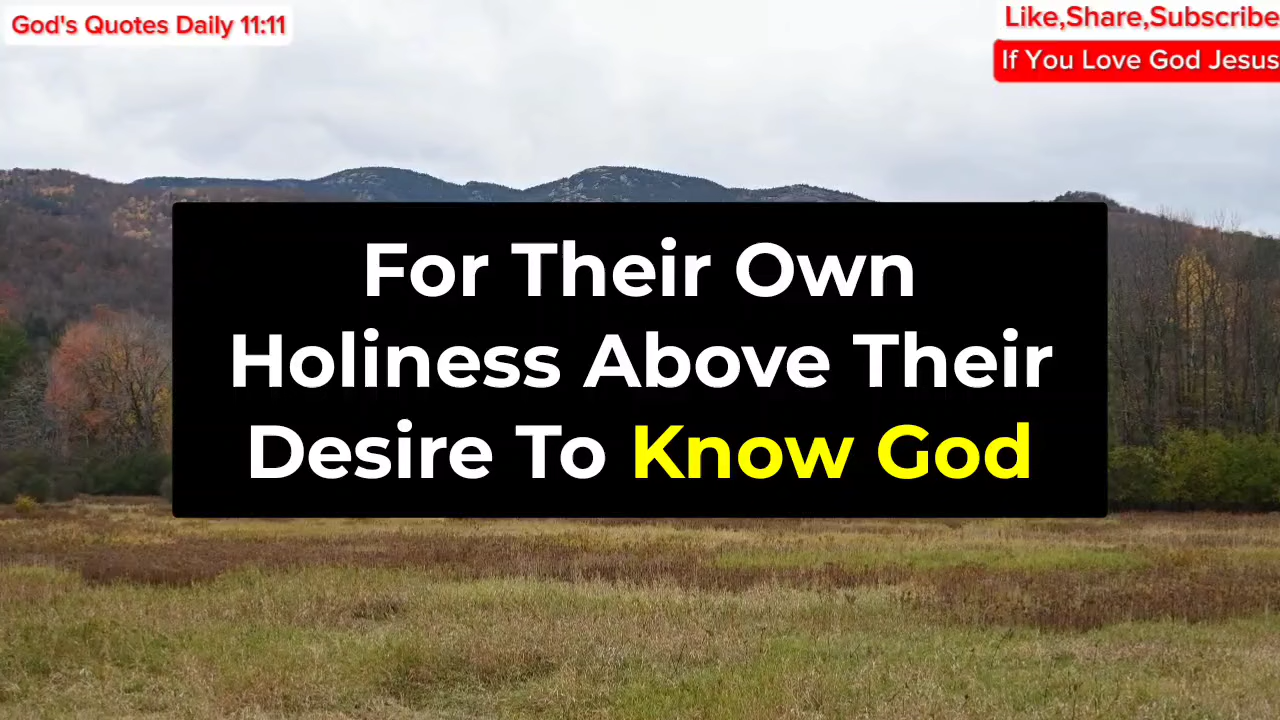 God's Quotes Daily 11:11
Like,Share,Subscribe
If You Love God Jesus
For Their Own
Holiness Above Their
Desire To Know God